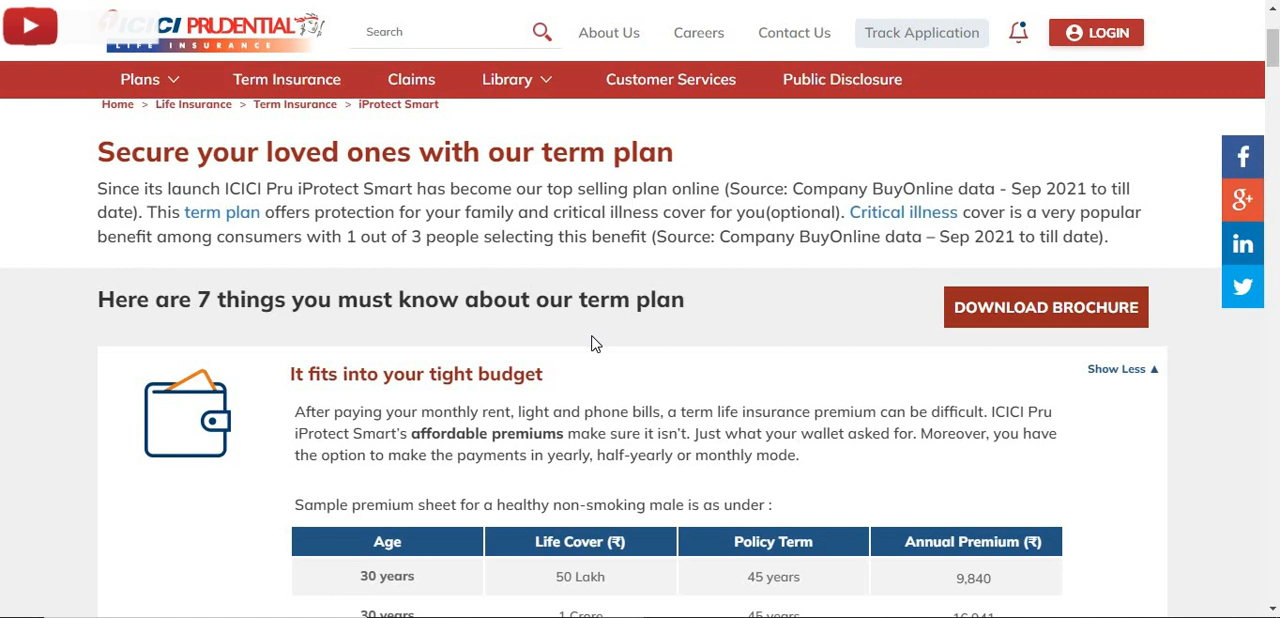 ICICI PRUDENTIAL
LIFE INSURANCE
Search
About Us
Careers
Contact Us
Track Application
LOGIN
Plans
Term Insurance
Claims
Library
Customer Services
Public Disclosure
Home > Life Insurance > Term Insurance > iProtect Smart
Secure your loved ones with our term plan
Since its launch ICICI Pru iProtect Smart has become our top selling plan online (Source: Company BuyOnline data - Sep 2021 to till
date). This term plan offers protection for your family and critical illness cover for you(optional). Critical illness cover is a very popular
benefit among consumers with 1 out of 3 people selecting this benefit (Source: Company BuyOnline data – Sep 2021 to till date).
Here are 7 things you must know about our term plan
DOWNLOAD BROCHURE
It fits into your tight budget
Show Less ▲
After paying your monthly rent, light and phone bills, a term life insurance premium can be difficult. ICICI Pru
iProtect Smart's affordable premiums make sure it isn't. Just what your wallet asked for. Moreover, you have
the option to make the payments in yearly, half-yearly or monthly mode.
Sample premium sheet for a healthy non-smoking male is as under :
Age Life Cover (₹) Policy Term Annual Premium (₹)
30 years 50 Lakh 45 years 9,840
30 years 1 Crore 45 years